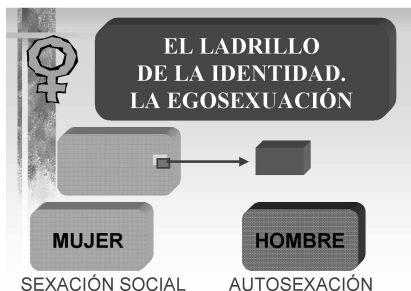 EL LADRILLO
DE LA IDENTIDAD.
LA EGOSEXUACIÓN
MUJER
HOMBRE
SEXACIÓN SOCIAL
AUTOSEXACIÓN